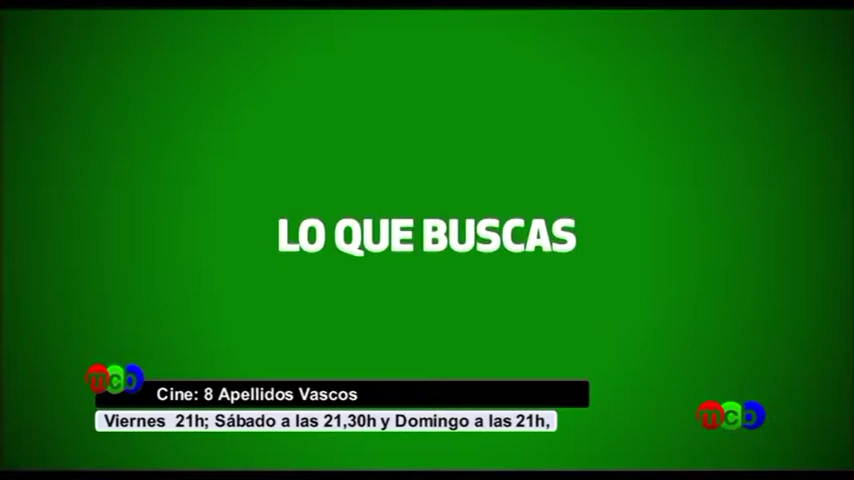 LO QUE BUSCAS
mcb
Cine: 8 Apellidos Vascos
Viernes 21h; Sábado a las 21,30h y Domingo a las 21h,
mcb